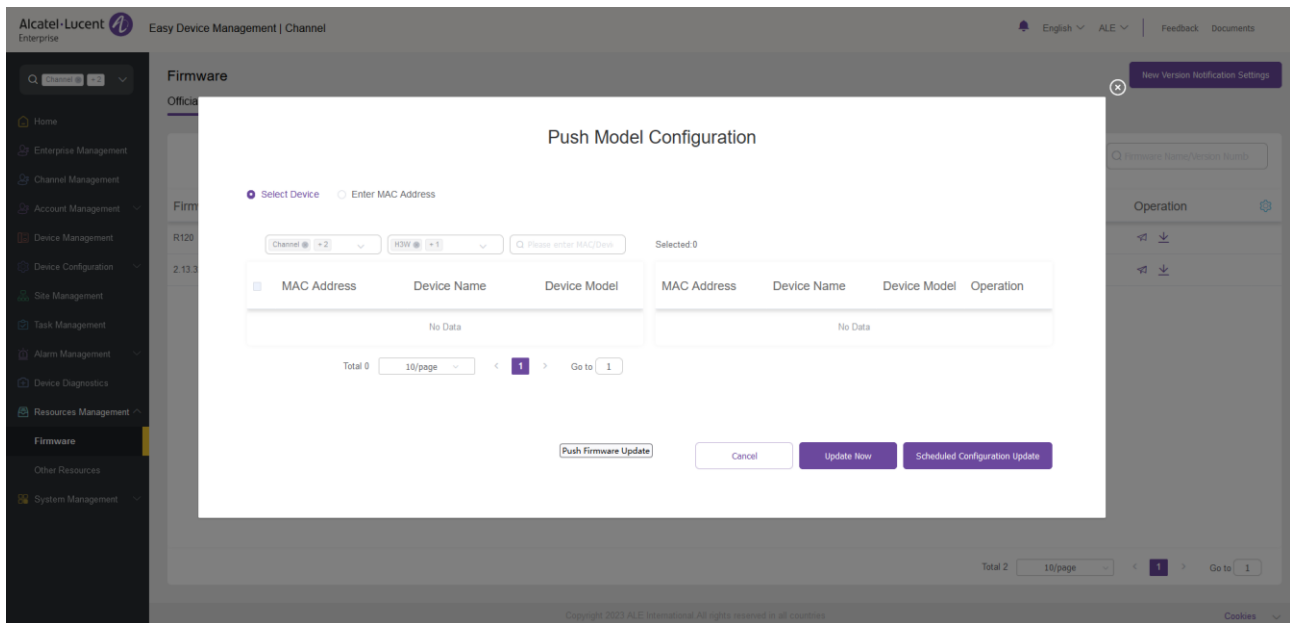 Alcatel·Lucent
Enterprise
Easy Device Management | Channel
English
ALE
Feedback
Documents
Channel
+ 2
Firmware
New Version Notification Settings
Officia
Home
Enterprise Management
Channel Management
Account Management
Device Management
Device Configuration
Site Management
Task Management
Alarm Management
Device Diagnostics
Resources Management
Firmware
Other Resources
System Management
Push Model Configuration
Firmware Name/Version Numb
Select Device
Enter MAC Address
Firm
Operation
R120
2.13.3
Channel
+ 2
H3W
+ 1
Please enter MAC/Devi
Selected:0
MAC Address
Device Name
Device Model
MAC Address
Device Name
Device Model
Operation
No Data
No Data
Total 0
10/page
1
Go to
1
Push Firmware Update
Cancel
Update Now
Scheduled Configuration Update
Total 2
10/page
1
Go to
1
Copyright 2023 ALE International All rights reserved in all countries
Cookies